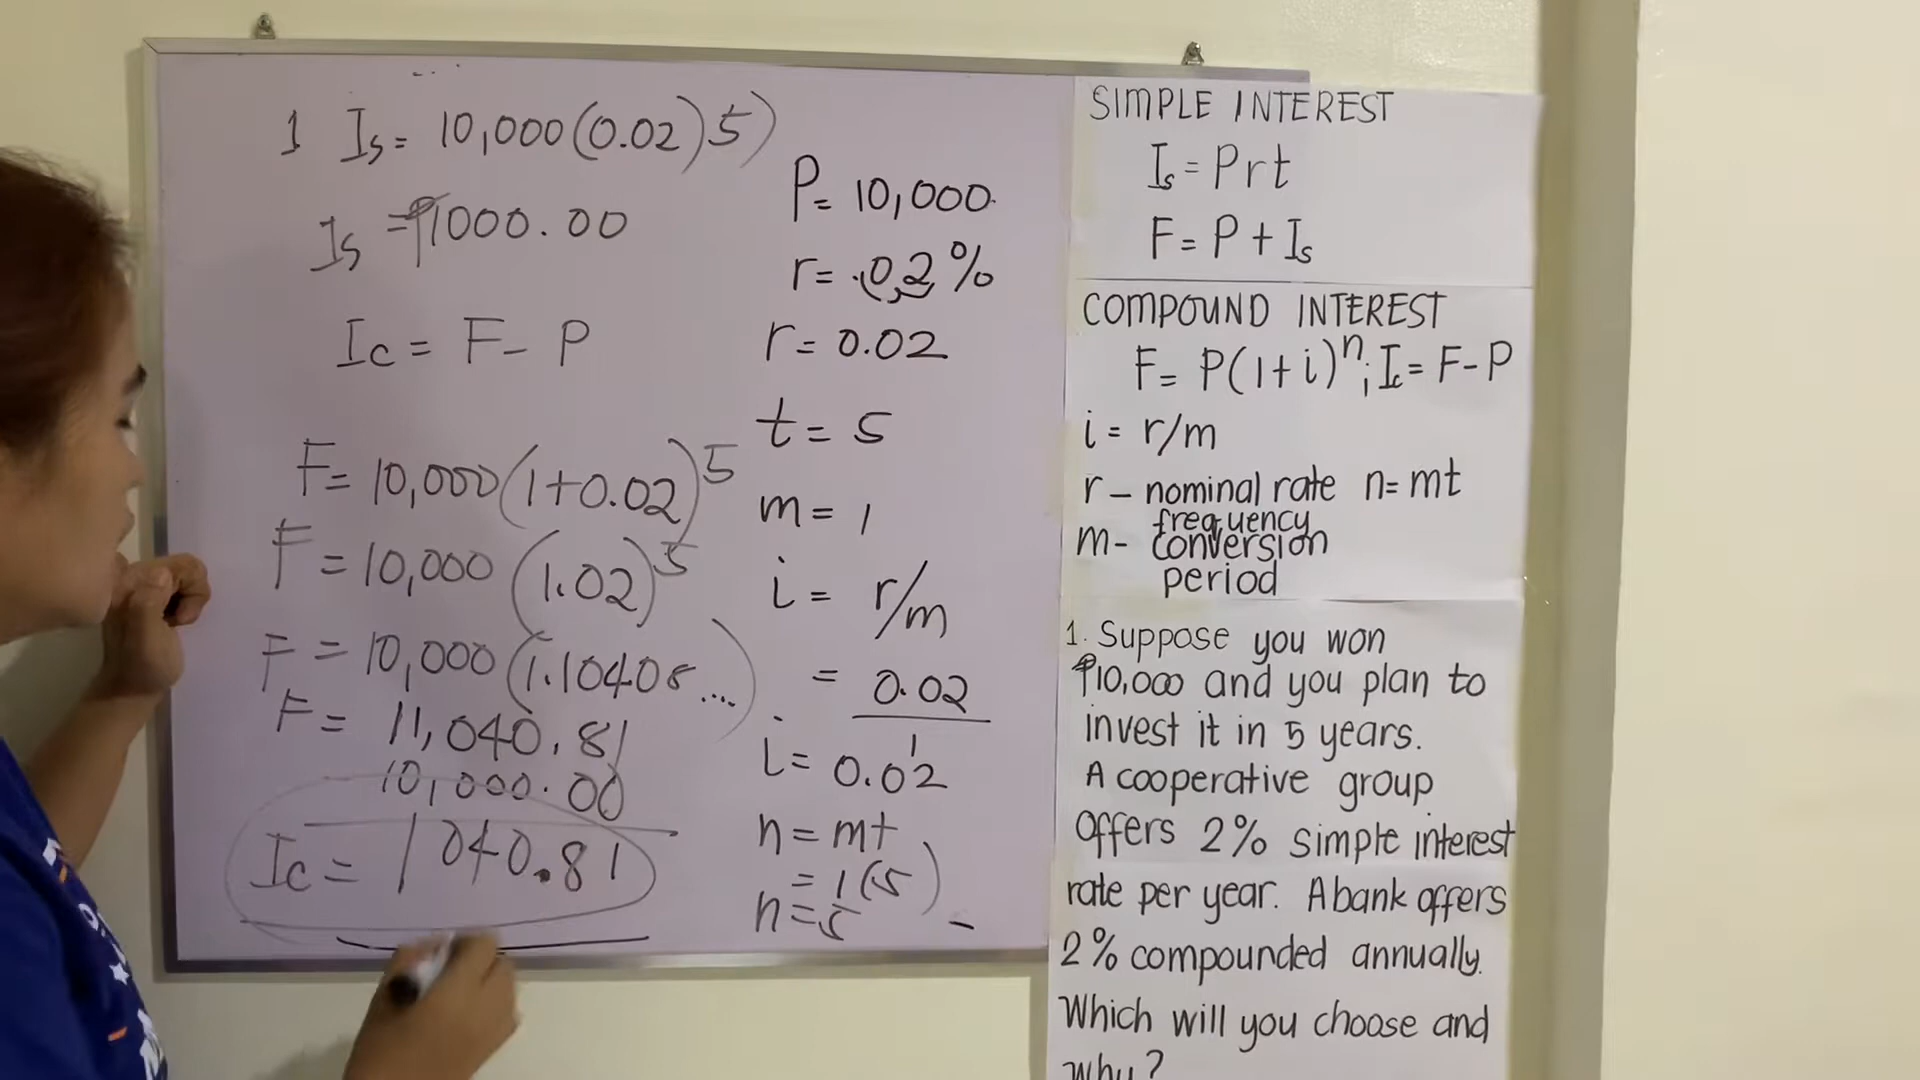 1 Is = 10,000(0.02)5)
Is = ₱1000.00
Ic = F - P
F = 10,000(1+0.02)^5
F = 10,000 (1.02)^5
F = 10,000 (1.10408....)
F = 11,040.81
10,000.00
Ic = 1040.81
P = 10,000
r = .02%
r = 0.02
t = 5
m = 1
i = r/m
= 0.02
1
i = 0.02
n = mt
= 1(5)
n = 5
SIMPLE INTEREST
Is = Prt
F = P + Is
COMPOUND INTEREST
F = P(1+i)^n; Ic = F-P
i = r/m
r - nominal rate n = mt
frequency
m- conversion
period
1. Suppose you won
₱10,000 and you plan to
invest it in 5 years.
A cooperative group
offers 2% simple interest
rate per year. A bank offers
2% compounded annually.
Which will you choose and
why?